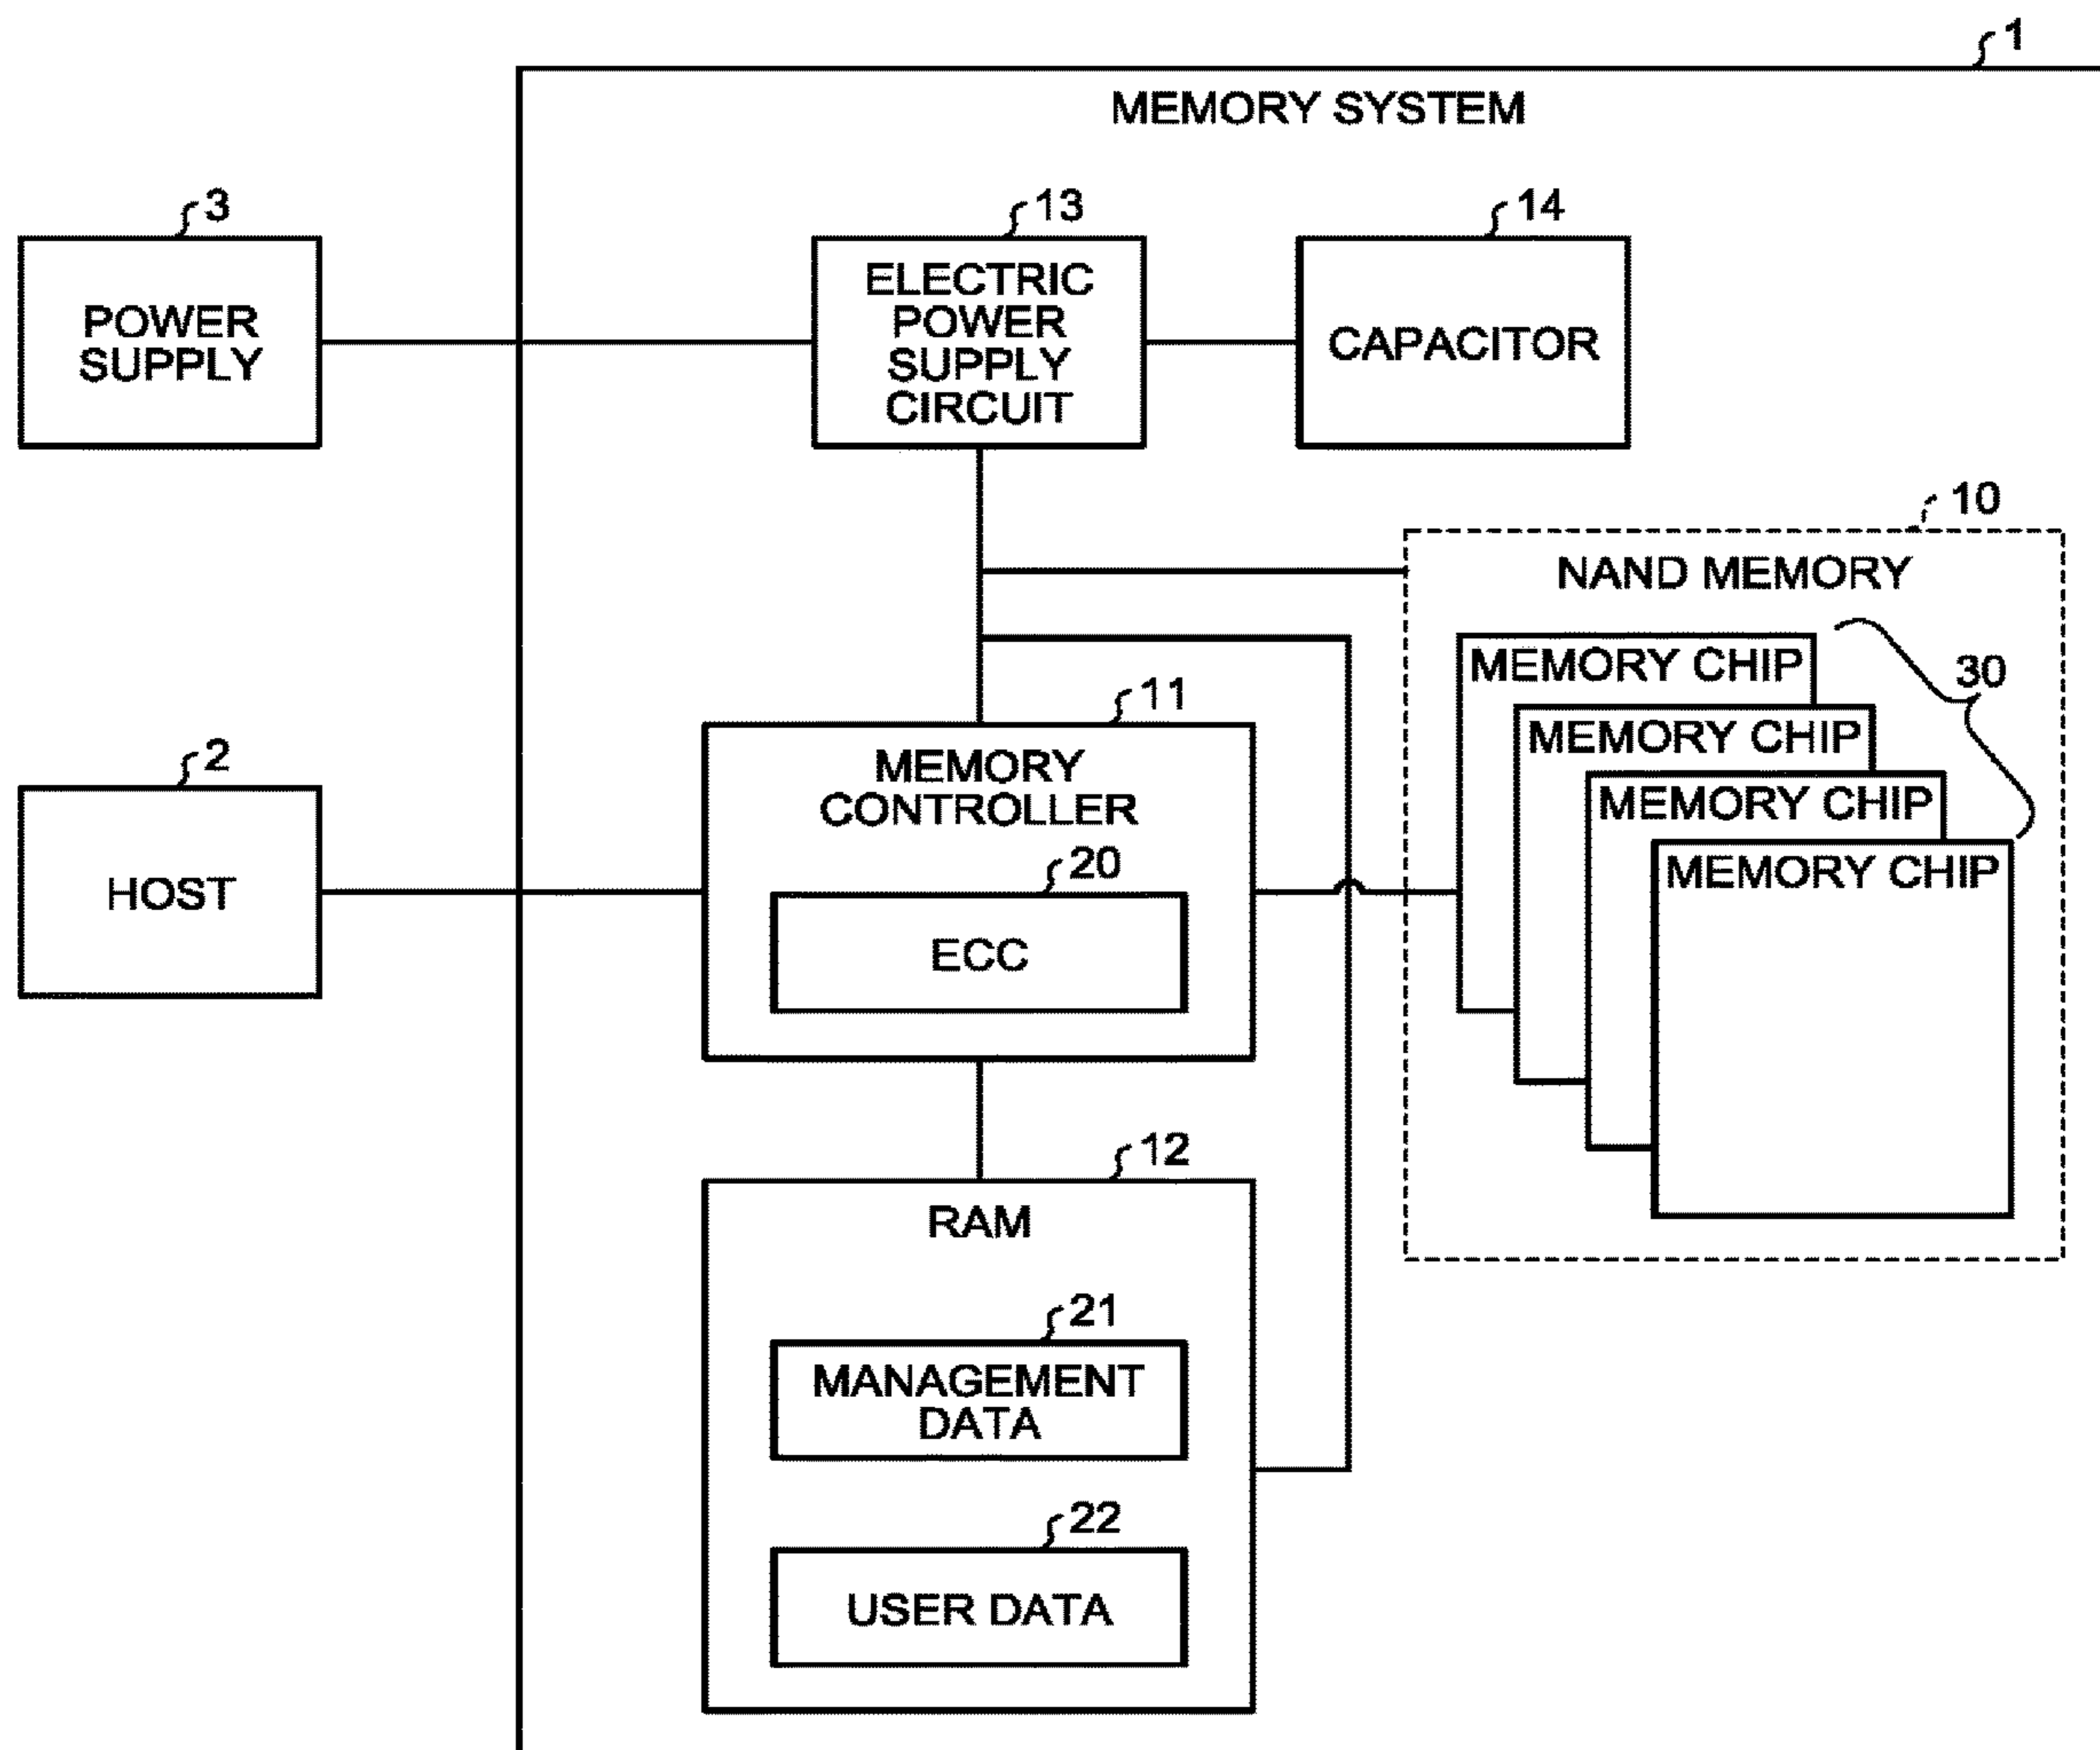 1
MEMORY SYSTEM
3
POWER
SUPPLY
13
ELECTRIC
POWER
SUPPLY
CIRCUIT
14
CAPACITOR
10
NAND MEMORY
MEMORY CHIP
MEMORY CHIP
MEMORY CHIP
MEMORY CHIP
30
2
HOST
11
MEMORY
CONTROLLER
20
ECC
12
RAM
21
MANAGEMENT
DATA
22
USER DATA